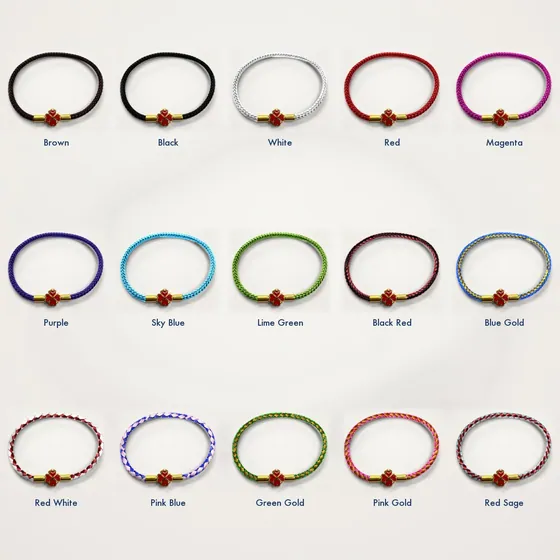 Brown
Black
White
Red
Magenta
Purple
Sky Blue
Lime Green
Black Red
Blue Gold
Red White
Pink Blue
Green Gold
Pink Gold
Red Sage